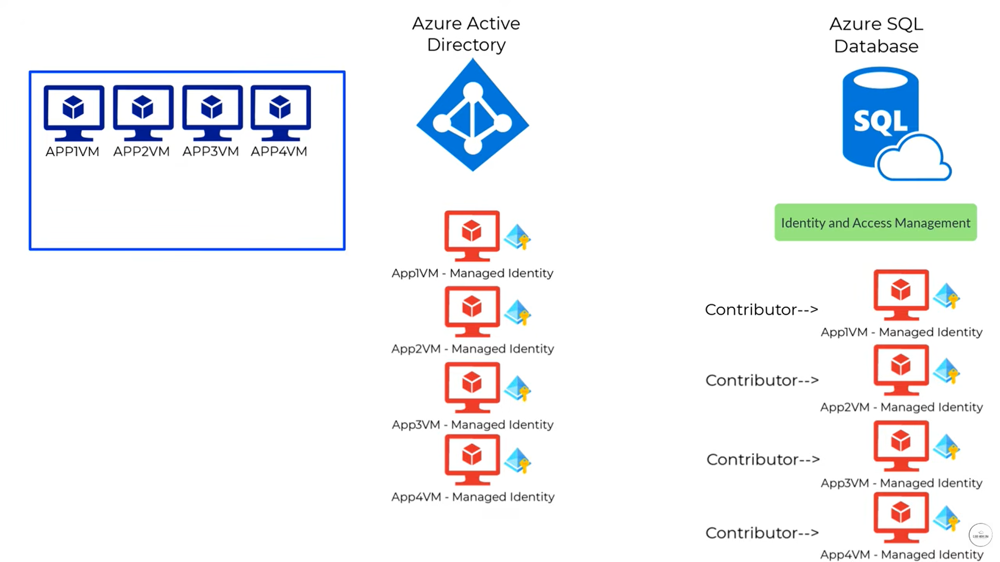 Azure Active
Directory
Azure SQL
Database
APP1VM APP2VM APP3VM APP4VM
SQL
Identity and Access Management
App1VM - Managed Identity
App2VM - Managed Identity
App3VM - Managed Identity
App4VM - Managed Identity
Contributor-->
App1VM - Managed Identity
Contributor-->
App2VM - Managed Identity
Contributor-->
App3VM - Managed Identity
Contributor-->
App4VM - Managed Identity